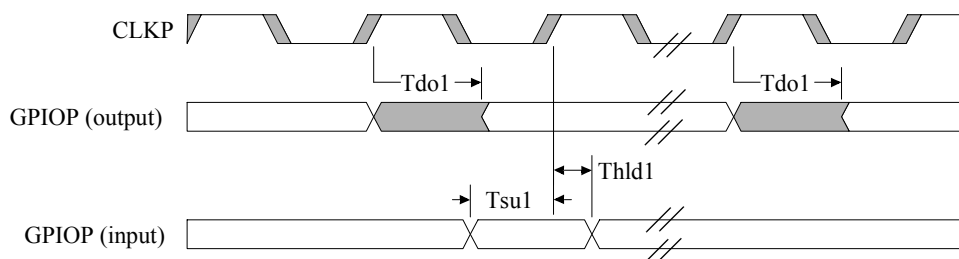 CLKP
Tdo1 Tdo1
GPIOP (output)
Thld1
Tsu1
GPIOP (input)